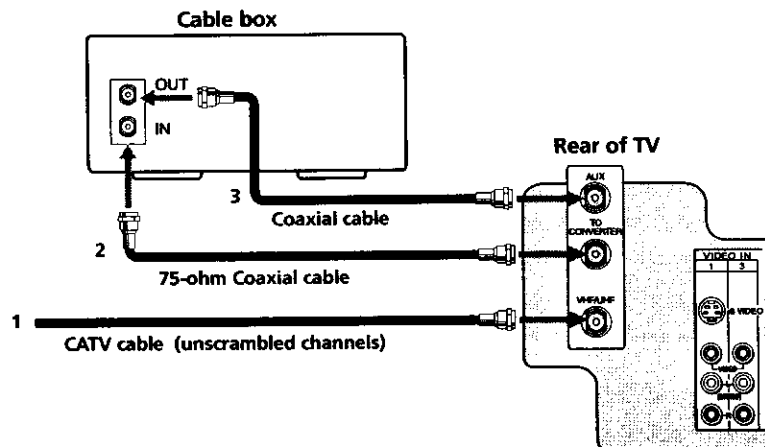 Cable box
OUT
IN
3
Coaxial cable
2
75-ohm Coaxial cable
1
CATV cable (unscrambled channels)
Rear of TV
AUX
TO
CONVERTER
VHF/UHF
VIDEO IN
1 3
S VIDEO
VIDEO
L
R